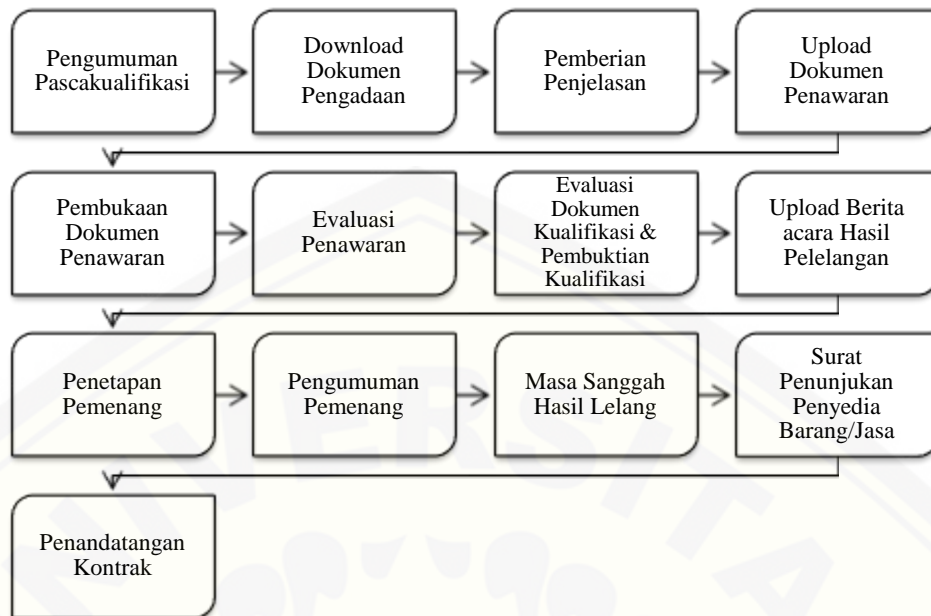 Pengumuman
Pascakualifikasi
Download
Dokumen
Pengadaan
Pemberian
Penjelasan
Upload
Dokumen
Penawaran
Pembukaan
Dokumen
Penawaran
Evaluasi
Penawaran
Evaluasi
Dokumen
Kualifikasi &
Pembuktian
Kualifikasi
Upload Berita
acara Hasil
Pelelangan
Penetapan
Pemenang
Pengumuman
Pemenang
Masa Sanggah
Hasil Lelang
Surat
Penunjukan
Penyedia
Barang/Jasa
Penandatangan
Kontrak
NIVERSITA